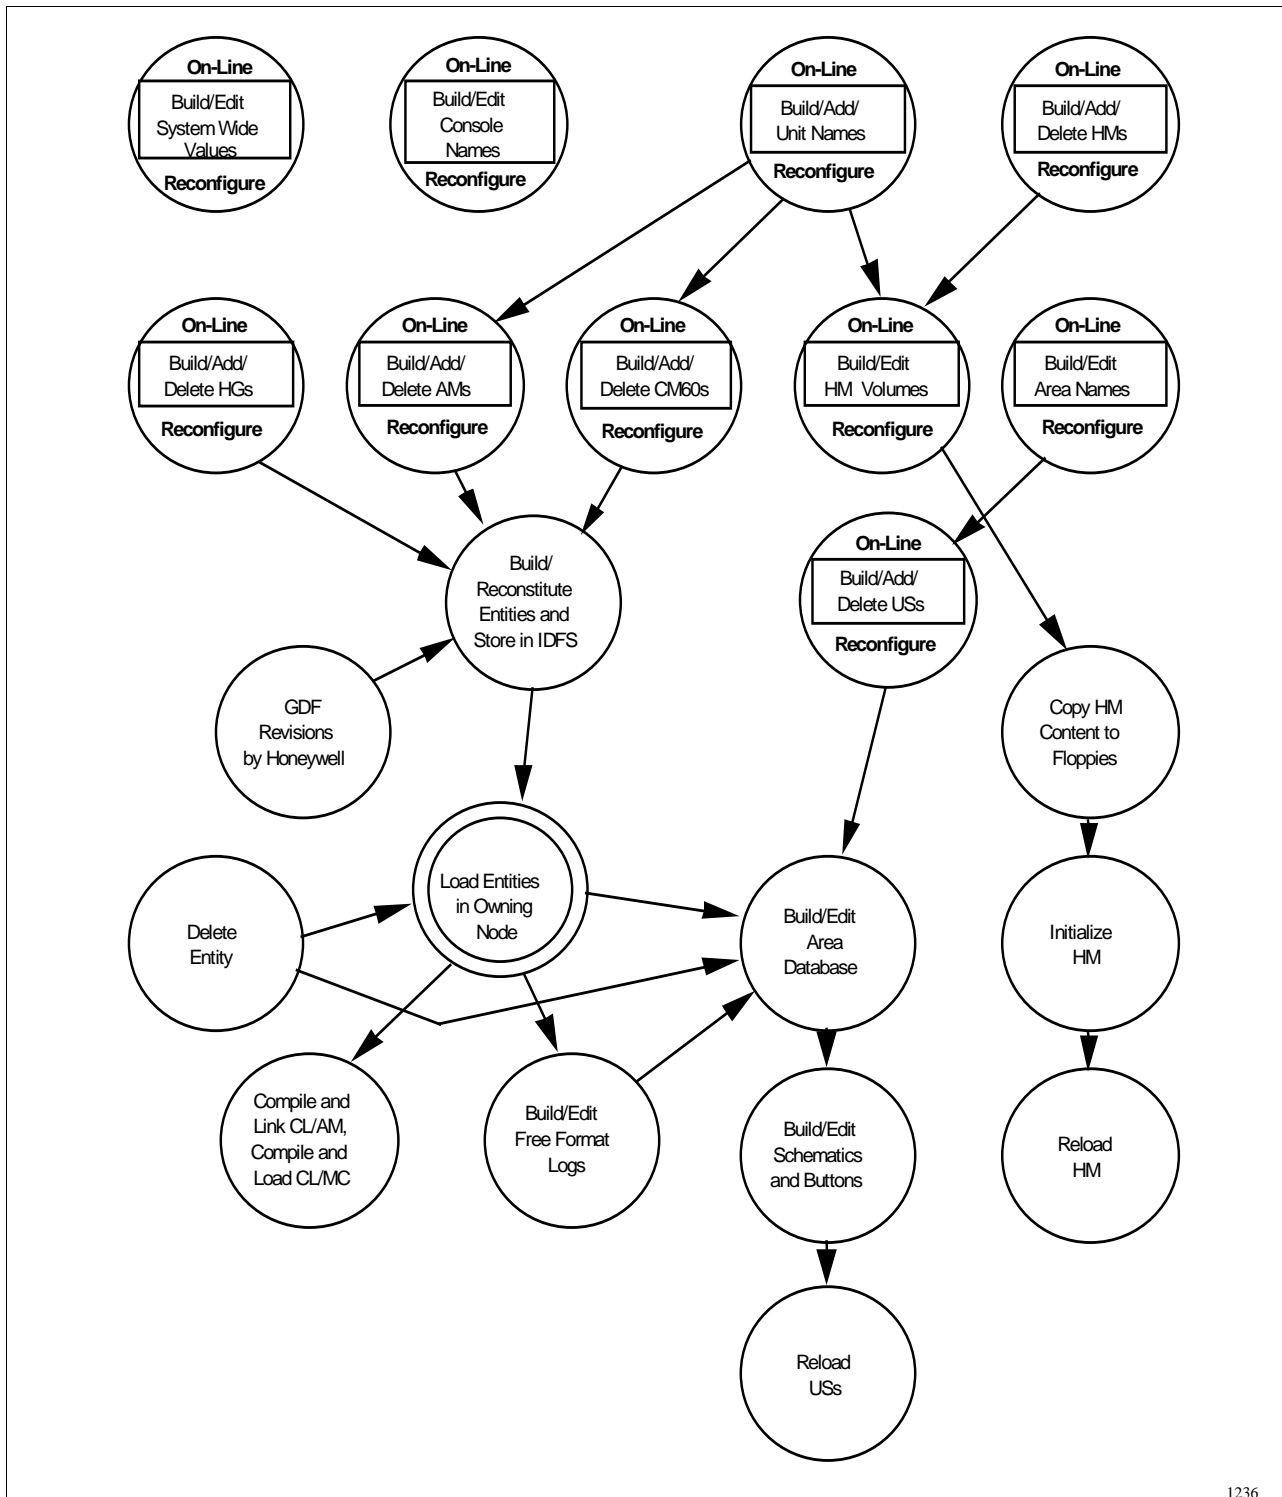 On-Line
Build/Edit
System Wide
Values
Reconfigure
On-Line
Build/Edit
Console
Names
Reconfigure
On-Line
Build/Add/
Unit Names
Reconfigure
On-Line
Build/Add/
Delete HMs
Reconfigure
On-Line
Build/Add/
Delete HGs
Reconfigure
On-Line
Build/Add/
Delete AMs
Reconfigure
On-Line
Build/Add/
Delete CM60s
Reconfigure
On-Line
Build/Edit
HM Volumes
Reconfigure
On-Line
Build/Edit
Area Names
Reconfigure
Build/
Reconstitute
Entities and
Store in IDFS
On-Line
Build/Add/
Delete USs
Reconfigure
GDF
Revisions
by Honeywell
Copy HM
Content to
Floppies
Delete
Entity
Load Entities
in Owning
Node
Build/Edit
Area
Database
Initialize
HM
Compile and
Link CL/AM,
Compile and
Load CL/MC
Build/Edit
Free Format
Logs
Build/Edit
Schematics
and Buttons
Reload
HM
Reload
USs
1236